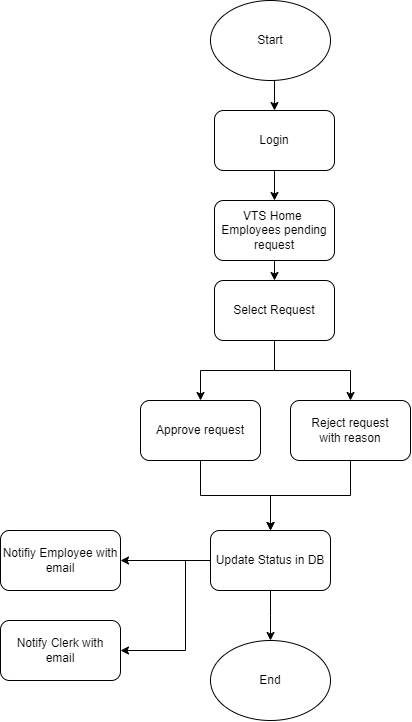 Start
Login
VTS Home
Employees pending
request
Select Request
Approve request
Reject request
with reason
Notifiy Employee with
email
Update Status in DB
Notify Clerk with
email
End